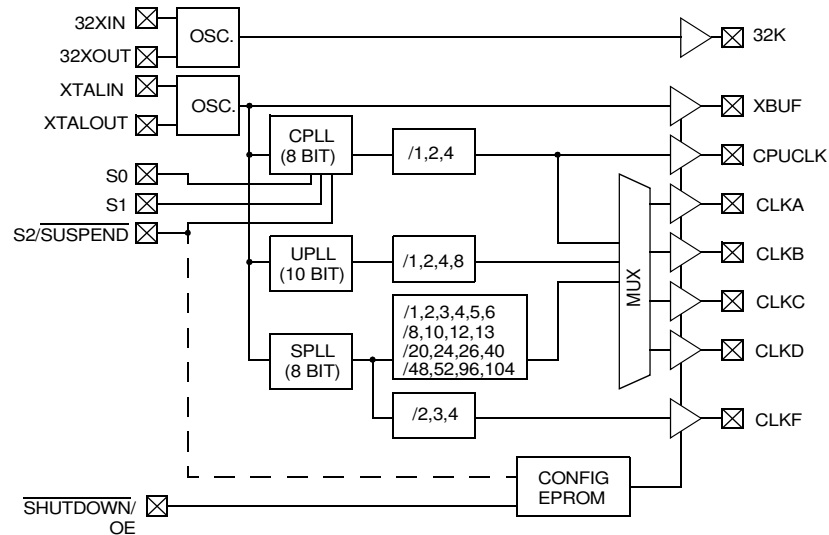 32XIN
OSC.
32K
32XOUT
XTALIN
OSC.
XBUF
XTALOUT
CPLL
(8 BIT)
/1,2,4
CPUCLK
S0
S1
CLKA
S2/SUSPEND
UPLL
(10 BIT)
/1,2,4,8
MUX
CLKB
/1,2,3,4,5,6
/8,10,12,13
/20,24,26,40
/48,52,96,104
CLKC
SPLL
(8 BIT)
CLKD
/2,3,4
CLKF
CONFIG
EPROM
SHUTDOWN/
OE